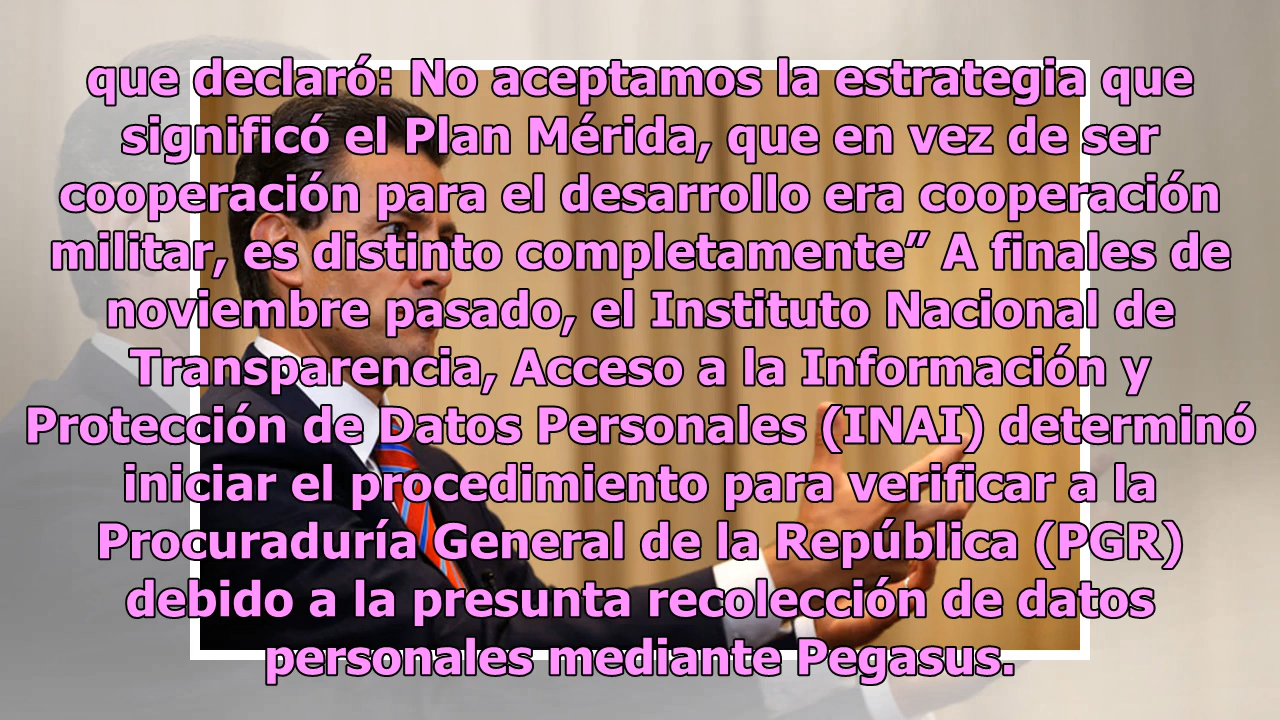 que declaró: No aceptamos la estrategia que
significó el Plan Mérida, que en vez de ser
cooperación para el desarrollo era cooperación
militar, es distinto completamente” A finales de
noviembre pasado, el Instituto Nacional de
Transparencia, Acceso a la Información y
Protección de Datos Personales (INAI) determinó
iniciar el procedimiento para verificar a la
Procuraduría General de la República (PGR)
debido a la presunta recolección de datos
personales mediante Pegasus.